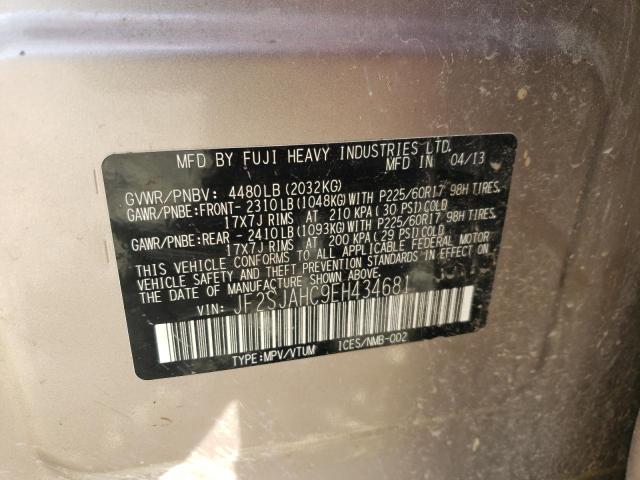 MFD BY FUJI HEAVY INDUSTRIES LTD.
MFD IN 04/13
GVWR/PNBV: 4480LB(2032KG)
GAWR/PNBE:FRONT- 2310LB(1048KG)WITH P225/60R17 98H TIRES,
17X7J RIMS AT 210 KPA(30 PSI)COLD
GAWR/PNBE:REAR - 2410LB(1093KG)WITH P225/60R17 98H TIRES,
17X7J RIMS AT 200 KPA(29 PSI)COLD
THIS VEHICLE CONFORMS TO ALL APPLICABLE FEDERAL MOTOR
VEHICLE SAFETY AND THEFT PREVENTION STANDARDS IN EFFECT
ON THE DATE OF MANUFACTURE SHOWN ABOVE.
VIN: JF2SJAHC9EH434681
TYPE:MPV/VTUM ICES/NMB-002